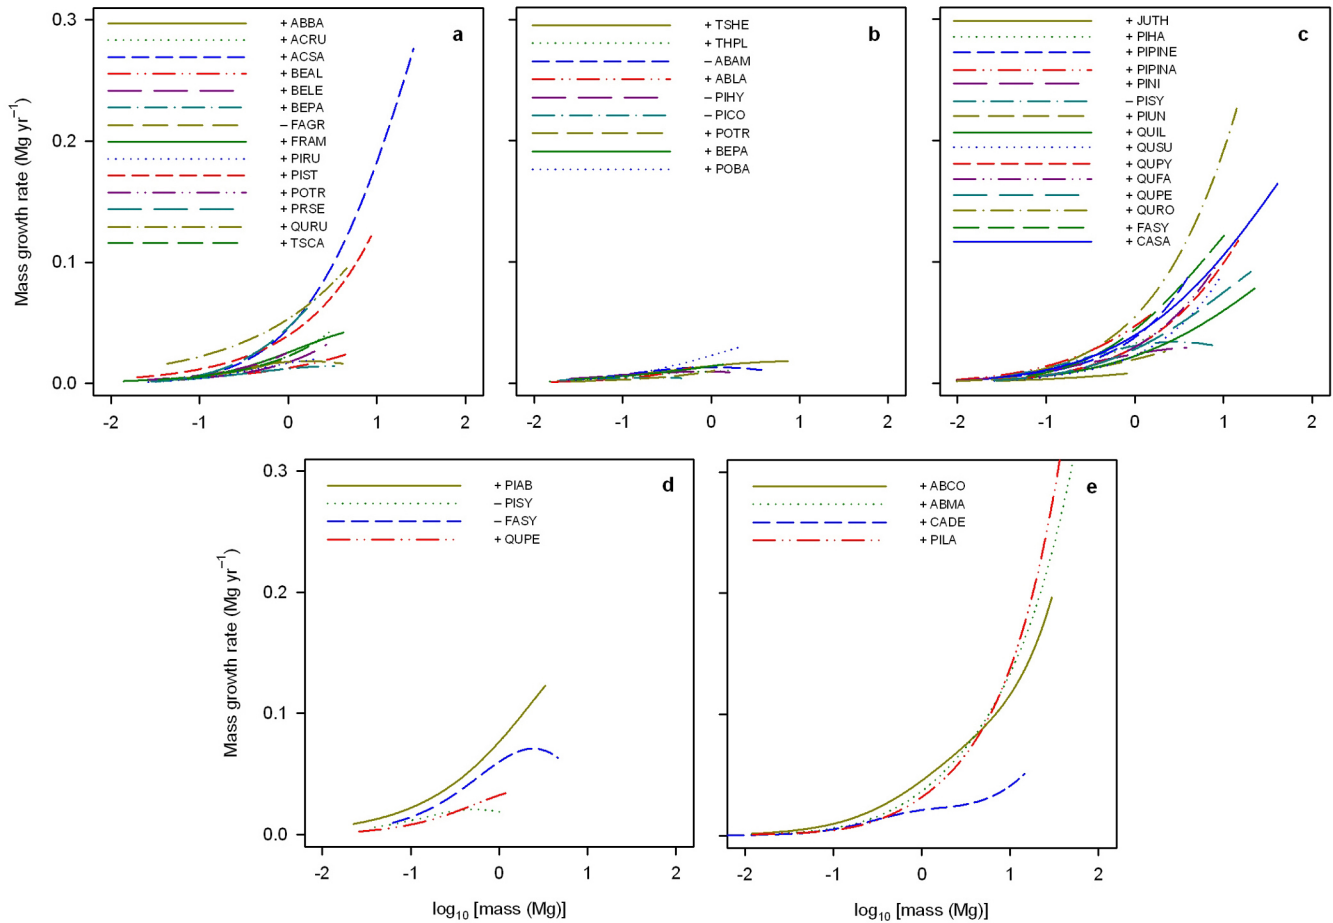 a
+ ABBA
+ ACRU
+ ACSA
+ BEAL
+ BELE
+ BEPA
– FAGR
+ FRAM
+ PIRU
+ PIST
+ POTR
+ PRSE
+ QURU
+ TSCA
Mass growth rate (Mg yr⁻¹)
0.3
0.2
0.1
0.0
-2 -1 0 1 2
b
+ TSHE
+ THPL
– ABAM
+ ABLA
– PIHY
– PICO
+ POTR
+ BEPA
+ POBA
-2 -1 0 1 2
c
+ JUTH
+ PIHA
+ PIPINE
+ PIPINA
+ PINI
– PISY
+ PIUN
+ QUIL
+ QUSU
+ QUPY
+ QUFA
+ QUPE
+ QURO
+ FASY
+ CASA
-2 -1 0 1 2
d
+ PIAB
– PISY
– FASY
+ QUPE
Mass growth rate (Mg yr⁻¹)
0.3
0.2
0.1
0.0
-2 -1 0 1 2
log₁₀ [mass (Mg)]
e
+ ABCO
+ ABMA
+ CADE
+ PILA
-2 -1 0 1 2
log₁₀ [mass (Mg)]